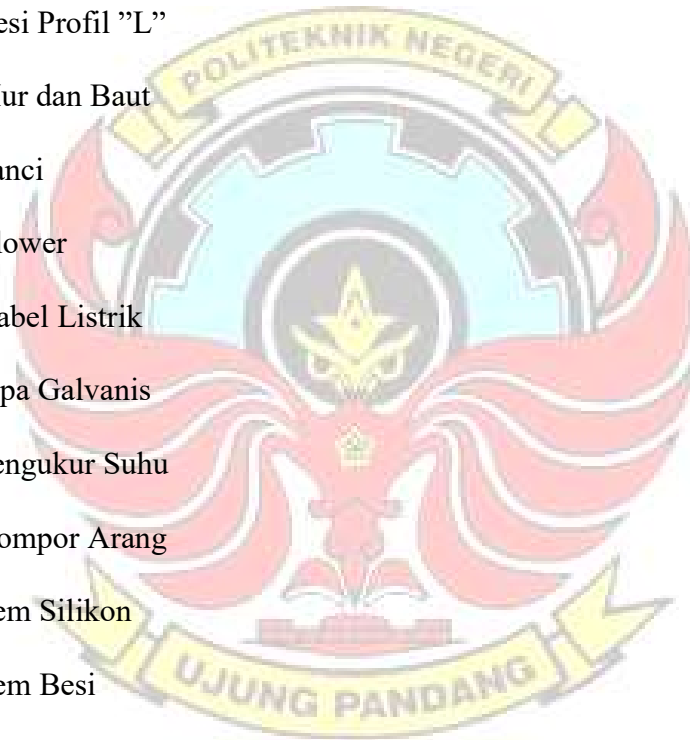 esi Profil ”L”
POLITEKNIK NEGERI
ur dan Baut
anci
lower
abel Listrik
pa Galvanis
engukur Suhu
ompor Arang
em Silikon
em Besi
UJUNG PANDANG